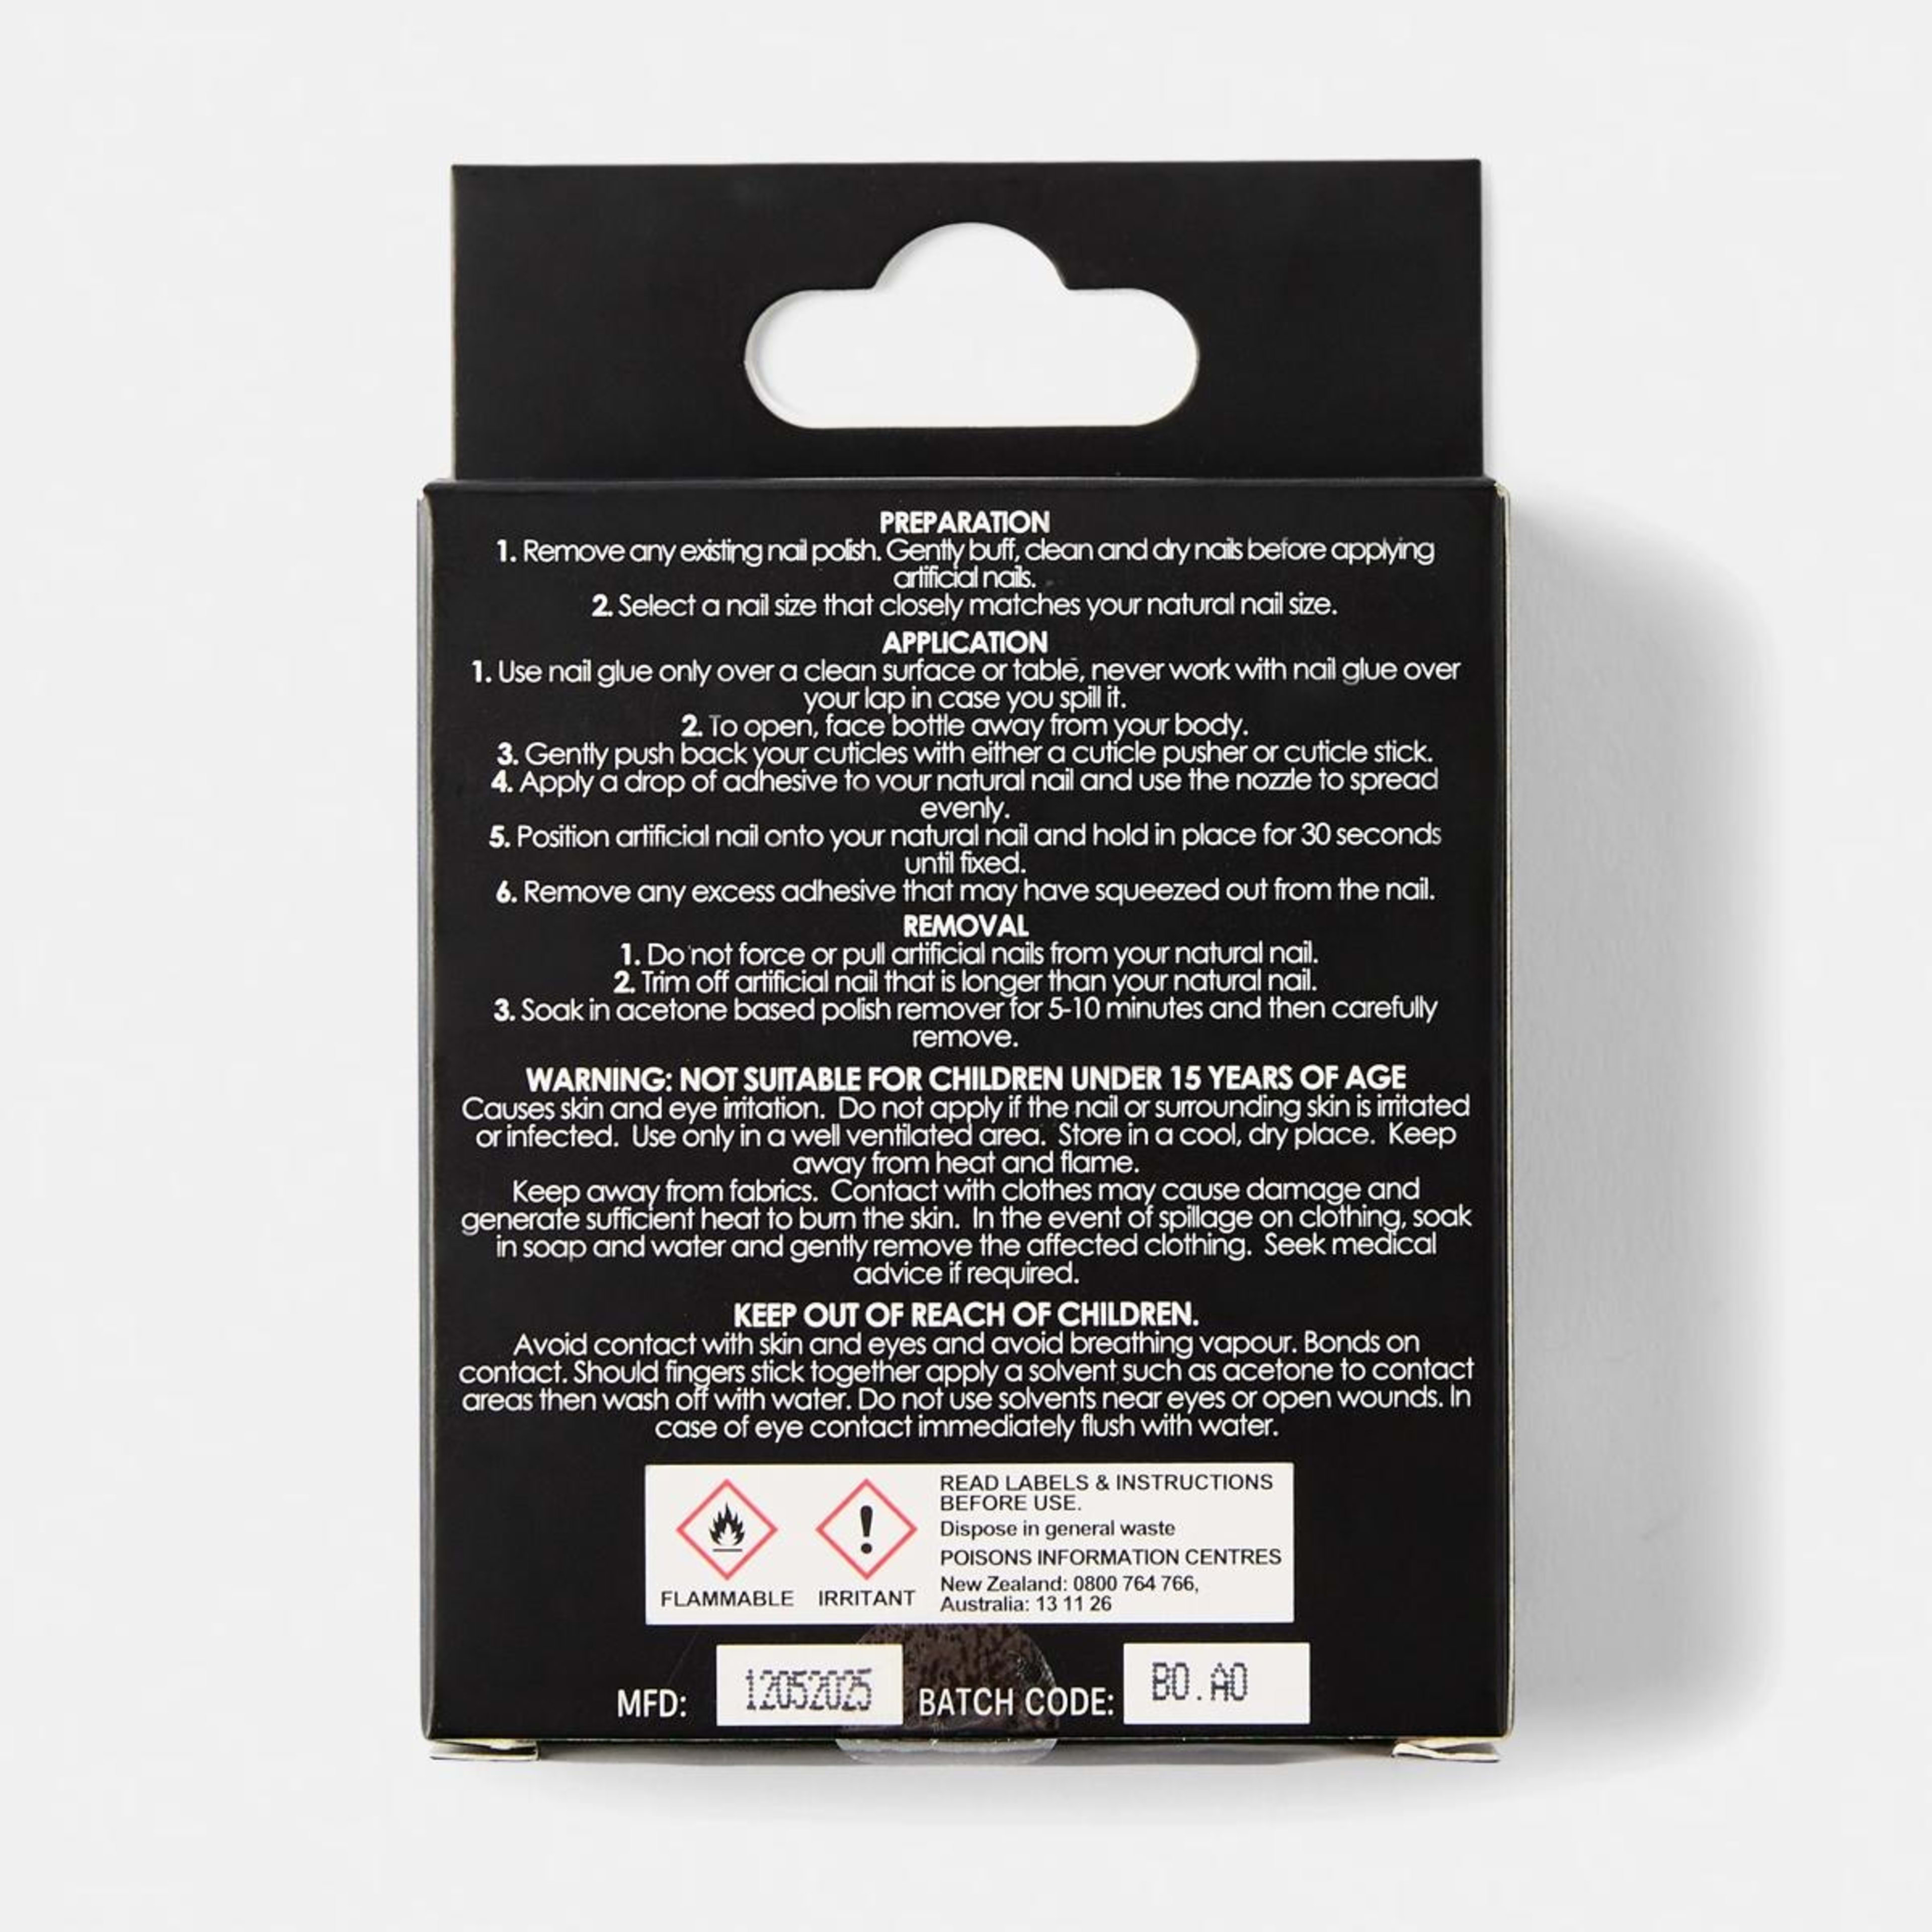 PREPARATION
1. Remove any existing nail polish. Gently buff, clean and dry nails before applying
artificial nails.
2. Select a nail size that closely matches your natural nail size.
APPLICATION
1. Use nail glue only over a clean surface or table, never work with nail glue over
your lap in case you spill it.
2. To open, face bottle away from your body.
3. Gently push back your cuticles with either a cuticle pusher or cuticle stick.
4. Apply a drop of adhesive to your natural nail and use the nozzle to spread
evenly.
5. Position artificial nail onto your natural nail and hold in place for 30 seconds
until fixed.
6. Remove any excess adhesive that may have squeezed out from the nail.
REMOVAL
1. Do not force or pull artificial nails from your natural nail.
2. Trim off artificial nail that is longer than your natural nail.
3. Soak in acetone based polish remover for 5-10 minutes and then carefully
remove.
WARNING: NOT SUITABLE FOR CHILDREN UNDER 15 YEARS OF AGE
Causes skin and eye irritation. Do not apply if the nail or surrounding skin is irritated
or infected. Use only in a well ventilated area. Store in a cool, dry place. Keep
away from heat and flame.
Keep away from fabrics. Contact with clothes may cause damage and
generate sufficient heat to burn the skin. In the event of spillage on clothing, soak
in soap and water and gently remove the affected clothing. Seek medical
advice if required.
KEEP OUT OF REACH OF CHILDREN.
Avoid contact with skin and eyes and avoid breathing vapour. Bonds on
contact. Should fingers stick together apply a solvent such as acetone to contact
areas then wash off with water. Do not use solvents near eyes or open wounds. In
case of eye contact immediately flush with water.
FLAMMABLE IRRITANT
READ LABELS & INSTRUCTIONS
BEFORE USE.
Dispose in general waste
POISONS INFORMATION CENTRES
New Zealand: 0800 764 766,
Australia: 13 11 26
MFD: 12052025 BATCH CODE: BO.AO